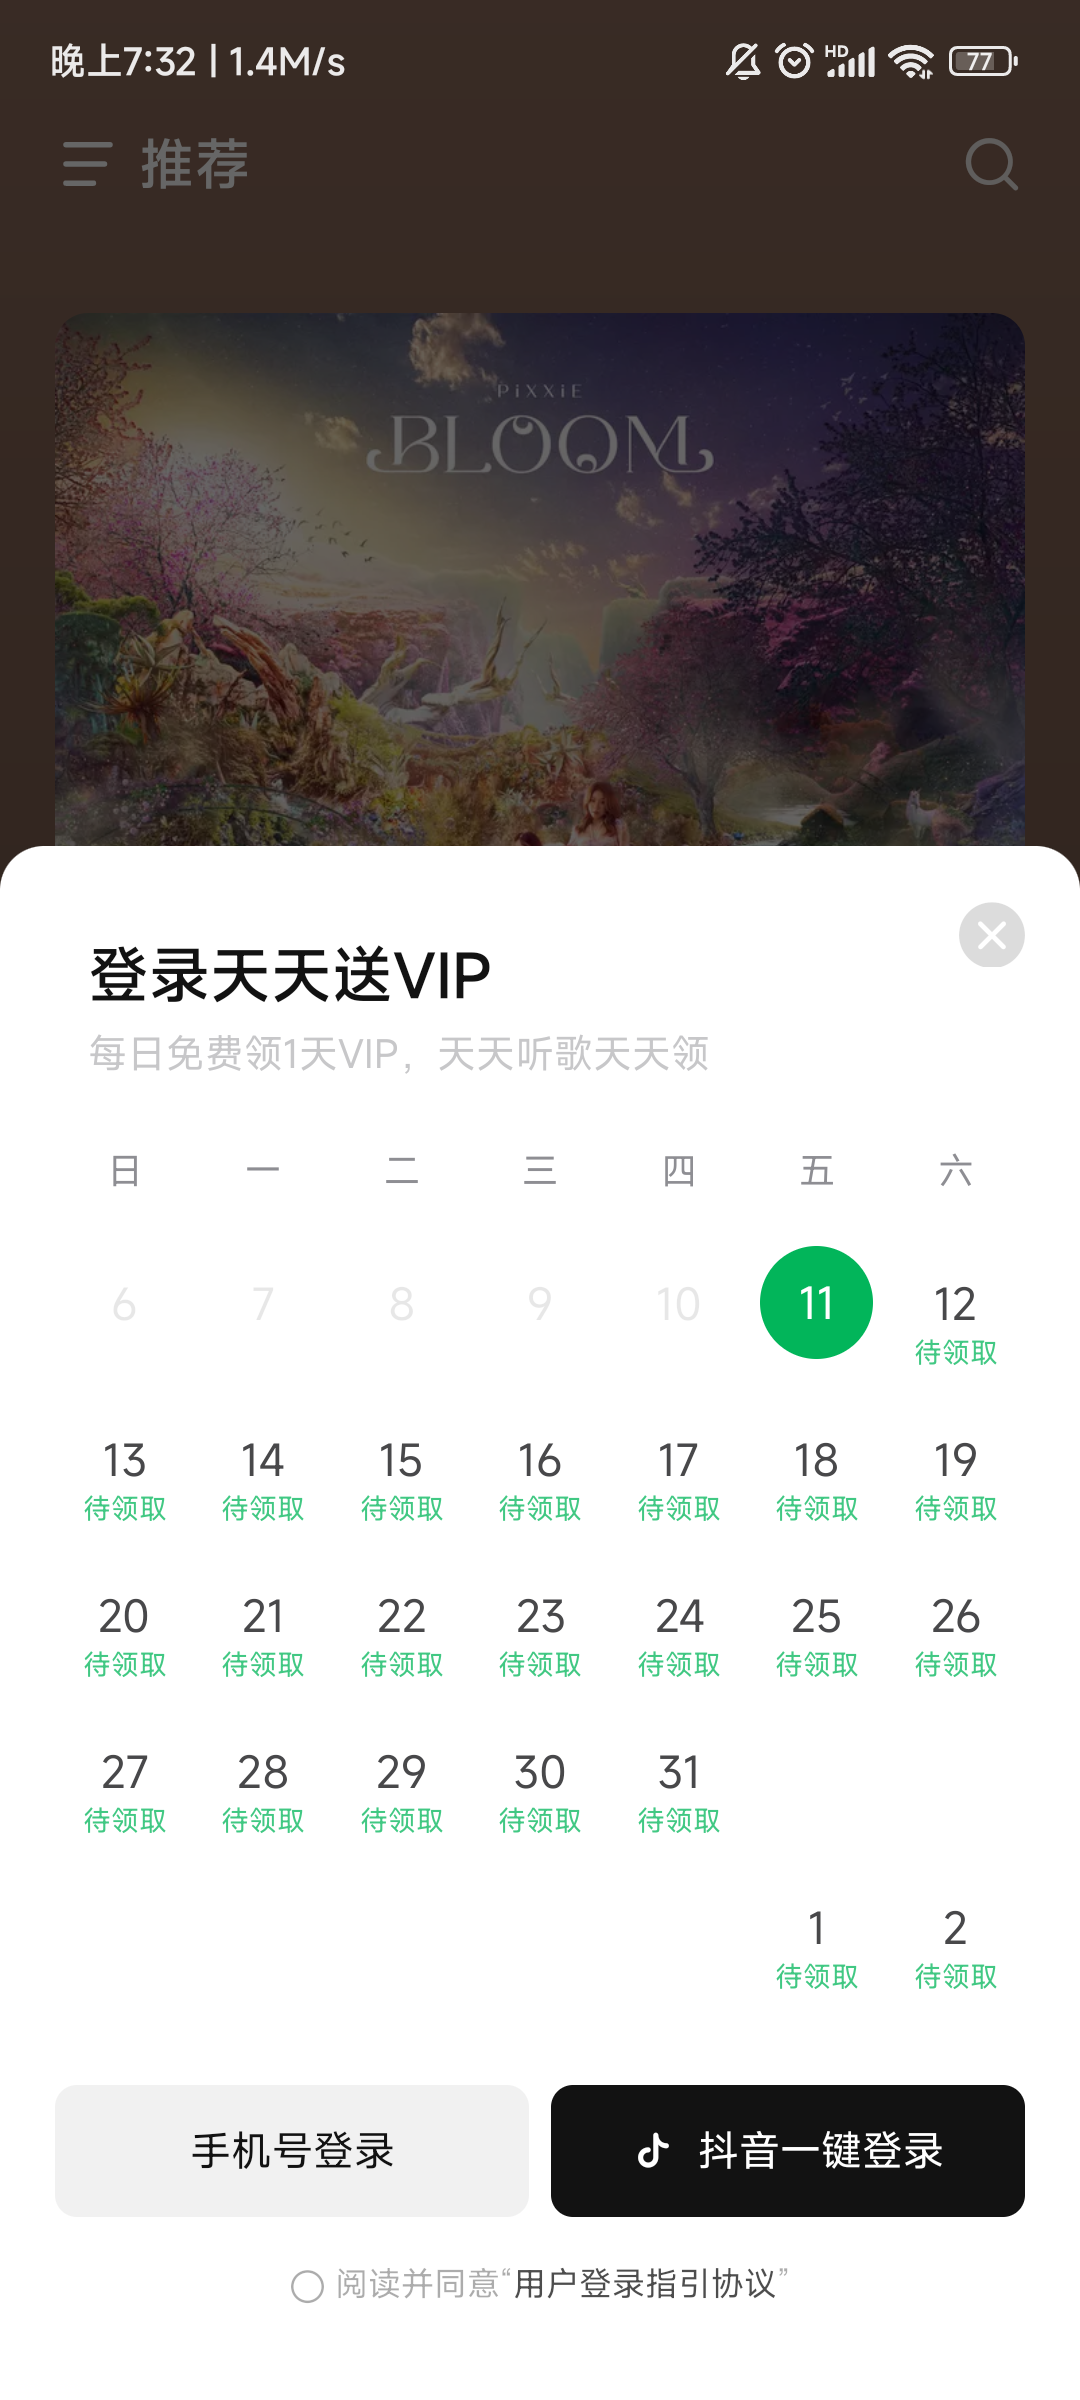 晚上7:32 | 1.4M/s
HD
77
推荐
PiXXiE
BLOOM
登录天天送VIP
每日免费领1天VIP，天天听歌天天领
日 一 二 三 四 五 六
6 7 8 9 10 11 12
待领取
13 14 15 16 17 18 19
待领取 待领取 待领取 待领取 待领取 待领取 待领取
20 21 22 23 24 25 26
待领取 待领取 待领取 待领取 待领取 待领取 待领取
27 28 29 30 31
待领取 待领取 待领取 待领取 待领取
1 2
待领取 待领取
手机号登录 抖音一键登录
阅读并同意“用户登录指引协议”